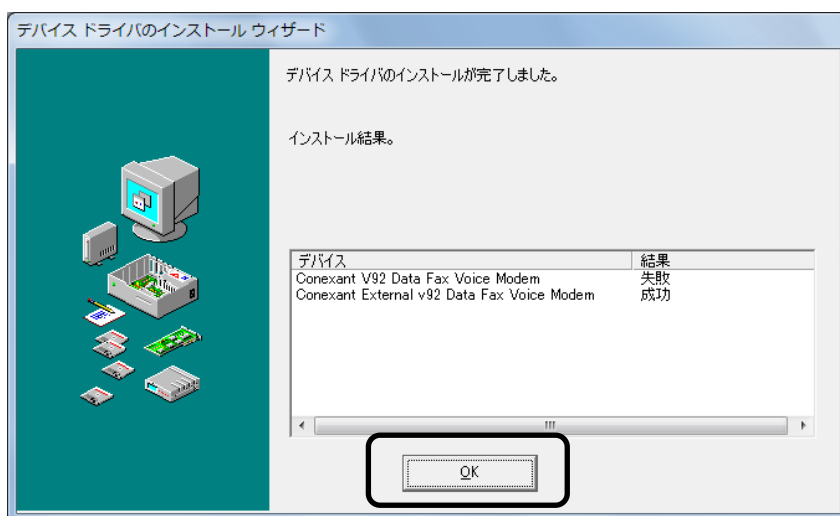 デバイス ドライバのインストール ウィザード
デバイス ドライバのインストールが完了しました。
インストール結果。
デバイス 結果
Conexant V92 Data Fax Voice Modem 失敗
Conexant External v92 Data Fax Voice Modem 成功
OK